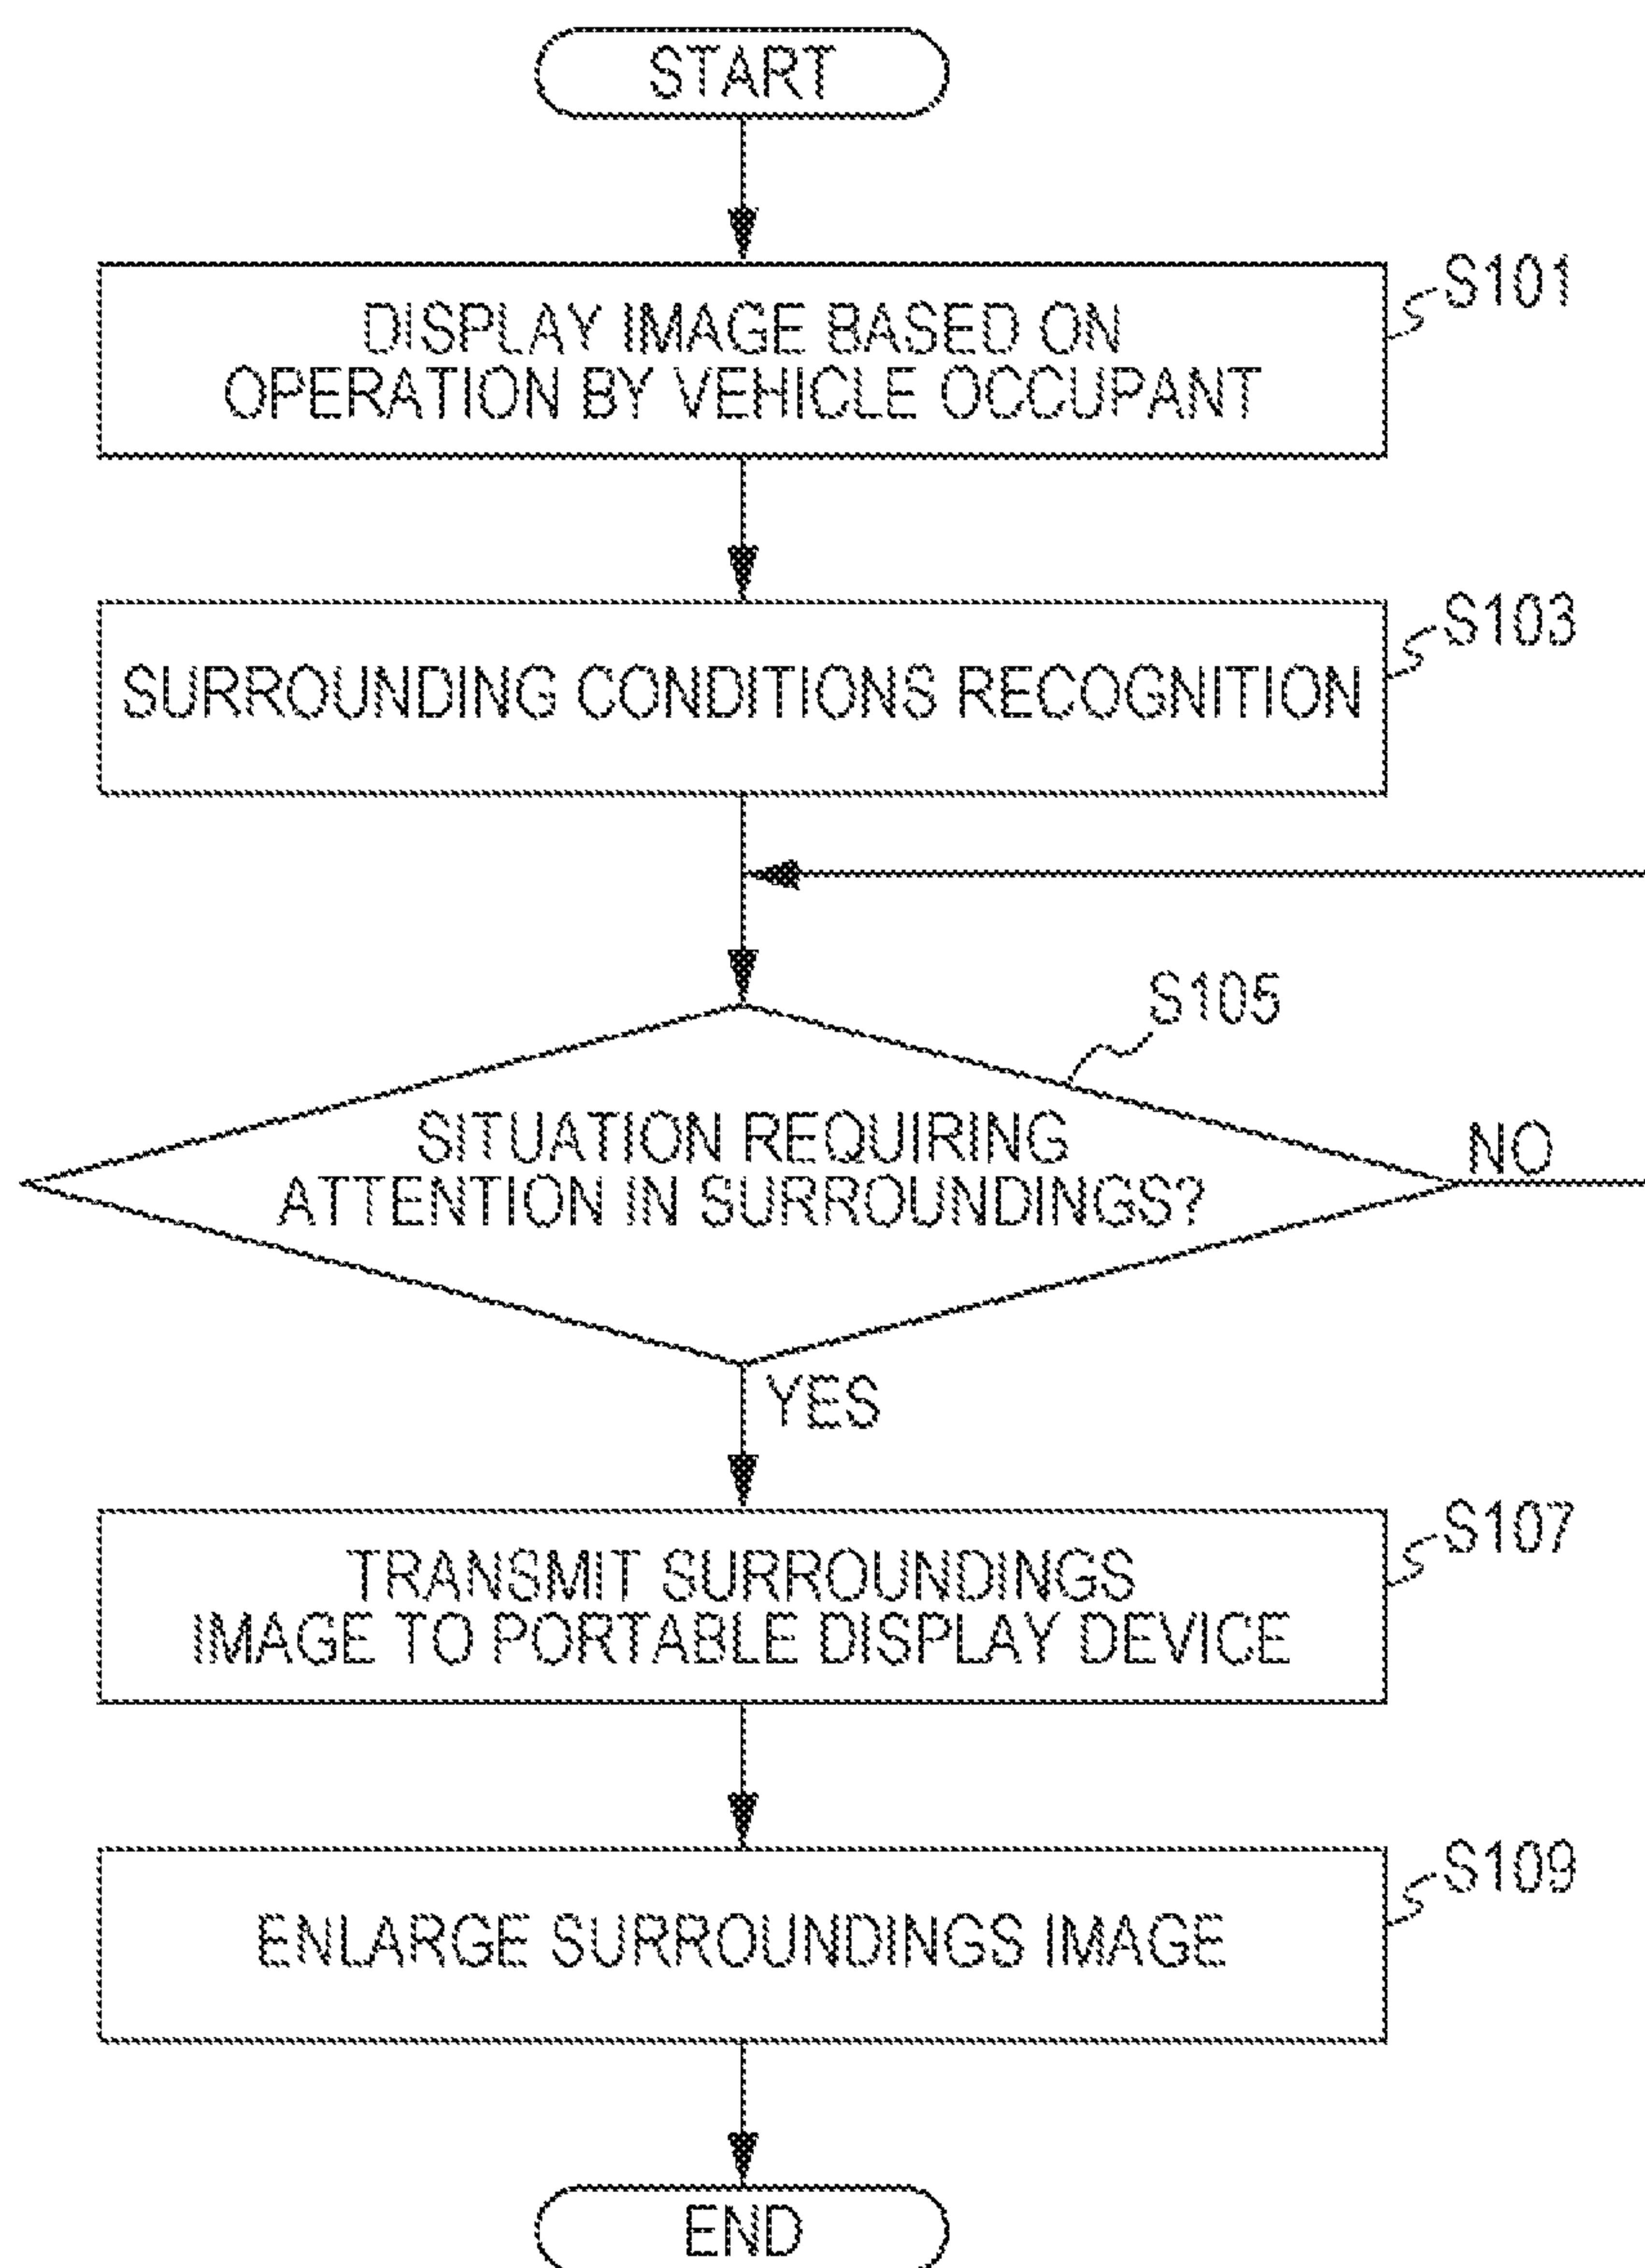 START
S101
DISPLAY IMAGE BASED ON
OPERATION BY VEHICLE OCCUPANT
S103
SURROUNDING CONDITIONS RECOGNITION
S105
SITUATION REQUIRING
ATTENTION IN SURROUNDINGS?
NO
YES
S107
TRANSMIT SURROUNDINGS
IMAGE TO PORTABLE DISPLAY DEVICE
S109
ENLARGE SURROUNDINGS IMAGE
END